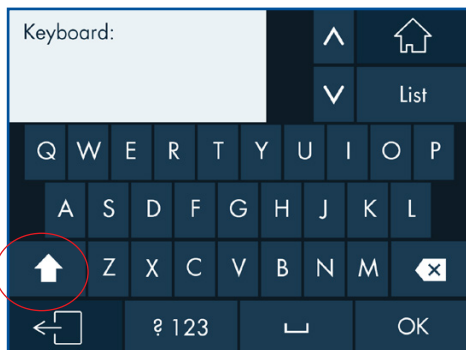 Keyboard:
List
Q W E R T Y U I O P
A S D F G H J K L
Z X C V B N M
? 123 OK